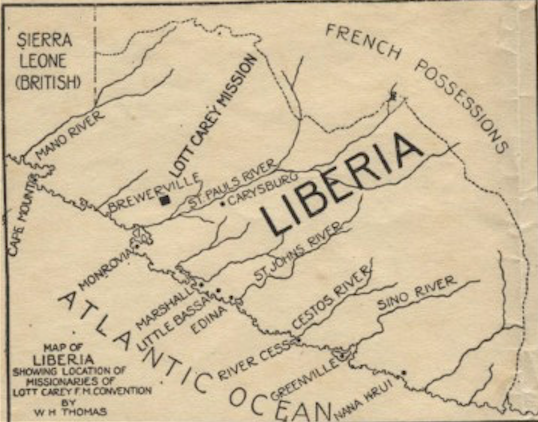 SIERRA
LEONE
(BRITISH)
FRENCH POSSESSIONS
MANO RIVER
LOTT CAREY MISSION
CAPE MOUNT
BREWERVILLE
ST PAULS RIVER
CARYSBURG
LIBERIA
MONROVIA
MARSHALL
LITTLE BASSA
EDINA
ST JOHNS RIVER
CESTOS RIVER
SINO RIVER
RIVER CESS
GREENVILLE
NANA KRUI
ATLANTIC OCEAN
MAP OF
LIBERIA
SHOWING LOCATION OF
MISSIONARIES OF
LOTT CAREY F.M. CONVENTION
BY
W H THOMAS